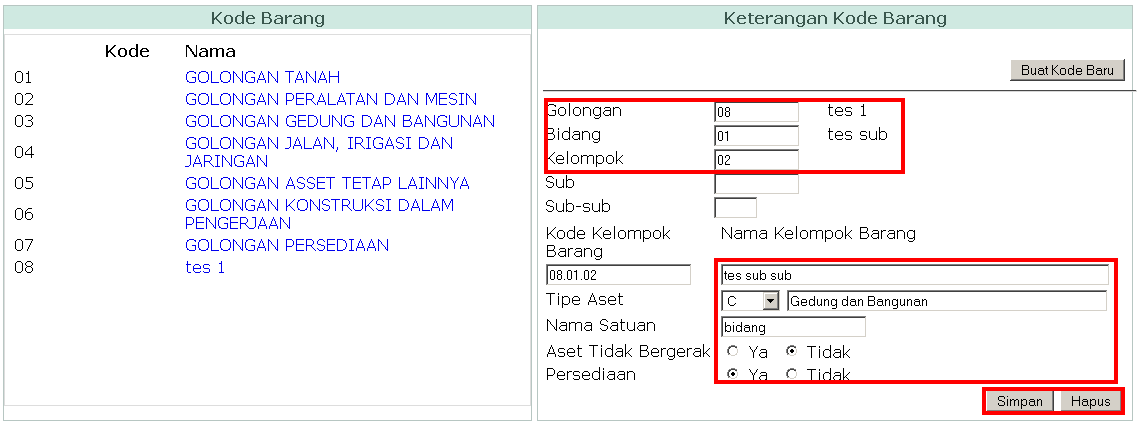 Kode Barang
Kode Nama
01 GOLONGAN TANAH
02 GOLONGAN PERALATAN DAN MESIN
03 GOLONGAN GEDUNG DAN BANGUNAN
04 GOLONGAN JALAN, IRIGASI DAN
JARINGAN
05 GOLONGAN ASSET TETAP LAINNYA
06 GOLONGAN KONSTRUKSI DALAM
PENGERJAAN
07 GOLONGAN PERSEDIAAN
08 tes 1
Keterangan Kode Barang
Buat Kode Baru
Golongan 08 tes 1
Bidang 01 tes sub
Kelompok 02
Sub
Sub-sub
Kode Kelompok Nama Kelompok Barang
Barang
08.01.02 tes sub sub
Tipe Aset C Gedung dan Bangunan
Nama Satuan bidang
Aset Tidak Bergerak Ya Tidak
Persediaan Ya Tidak
Simpan Hapus